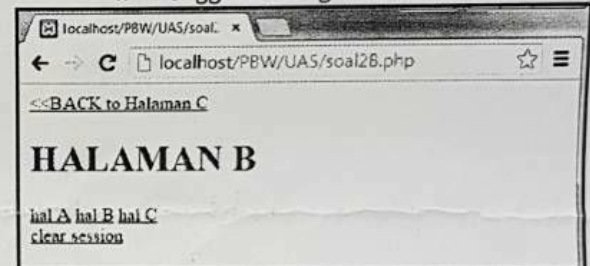 localhost/PBW/UAS/soal.
localhost/PBW/UAS/soal2B.php
<<BACK to Halaman C
HALAMAN B
hal A hal B hal C
clear session